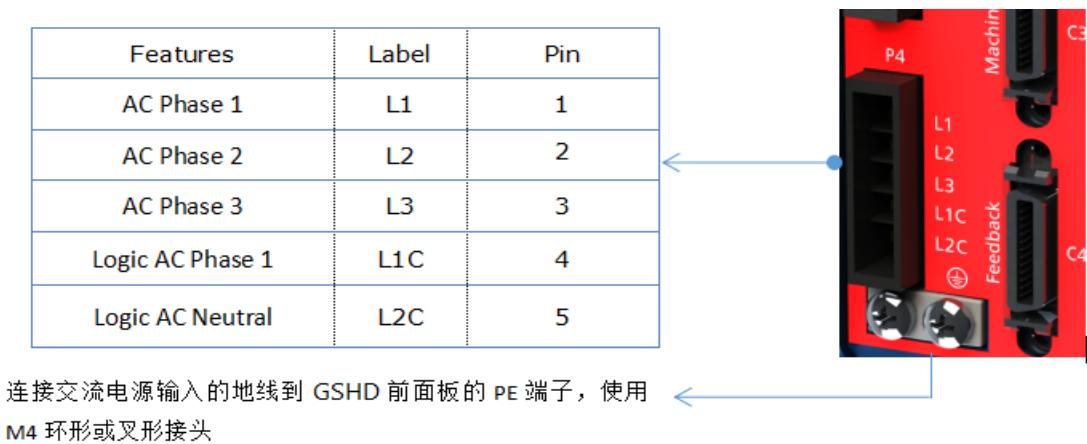 Features Label Pin
AC Phase 1 L1 1
AC Phase 2 L2 2
AC Phase 3 L3 3
Logic AC Phase 1 L1C 4
Logic AC Neutral L2C 5
P4
L1
L2
L3
L1C
L2C
Machin
Feedback
C3
C4
连接交流电源输入的地线到 GSHD 前面板的 PE 端子，使用
M4 环形或叉形接头